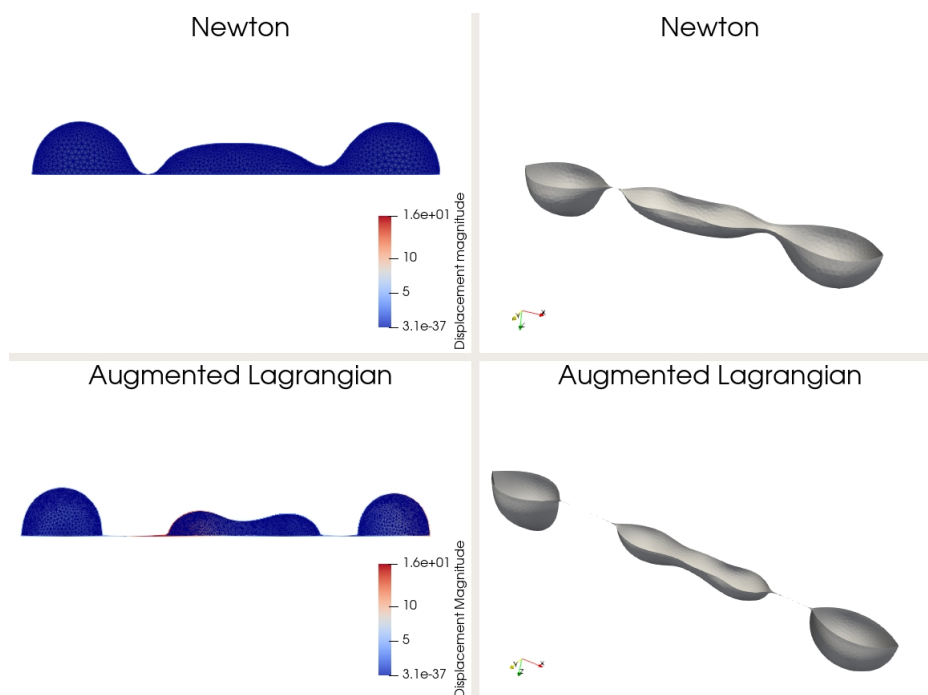 Newton
1.6e+01
10
5
3.1e-37
Displacement magnitude
Newton
Augmented Lagrangian
1.6e+01
10
5
3.1e-37
Displacement Magnitude
Augmented Lagrangian